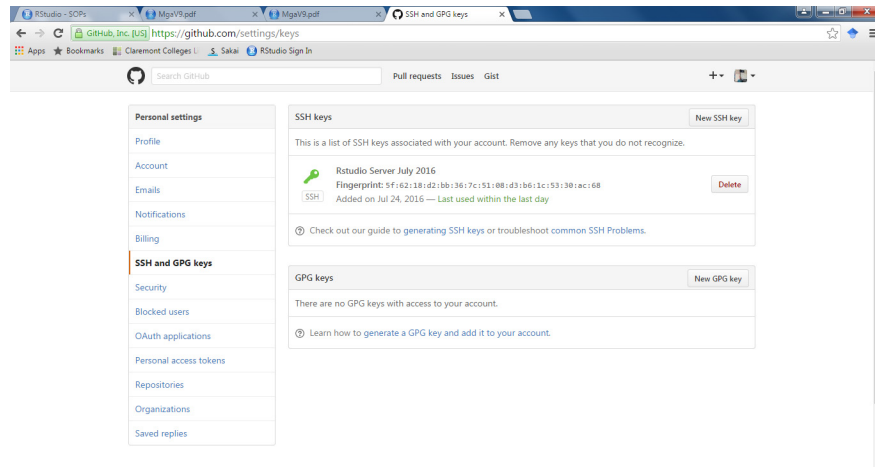 RStudio - SOPs
MgaV9.pdf
MgaV9.pdf
SSH and GPG keys
GitHub, Inc. [US] https://github.com/settings/keys
Apps Bookmarks Claremont Colleges Li S. Sakai RStudio Sign In
Search GitHub Pull requests Issues Gist
Personal settings
Profile
Account
Emails
Notifications
Billing
SSH and GPG keys
Security
Blocked users
OAuth applications
Personal access tokens
Repositories
Organizations
Saved replies
SSH keys New SSH key
This is a list of SSH keys associated with your account. Remove any keys that you do not recognize.
Rstudio Server July 2016
Fingerprint: 5f:62:18:d2:bb:36:7c:51:08:d3:b6:1c:53:30:ac:68
SSH Added on Jul 24, 2016 — Last used within the last day
Delete
Check out our guide to generating SSH keys or troubleshoot common SSH Problems.
GPG keys New GPG key
There are no GPG keys with access to your account.
Learn how to generate a GPG key and add it to your account.